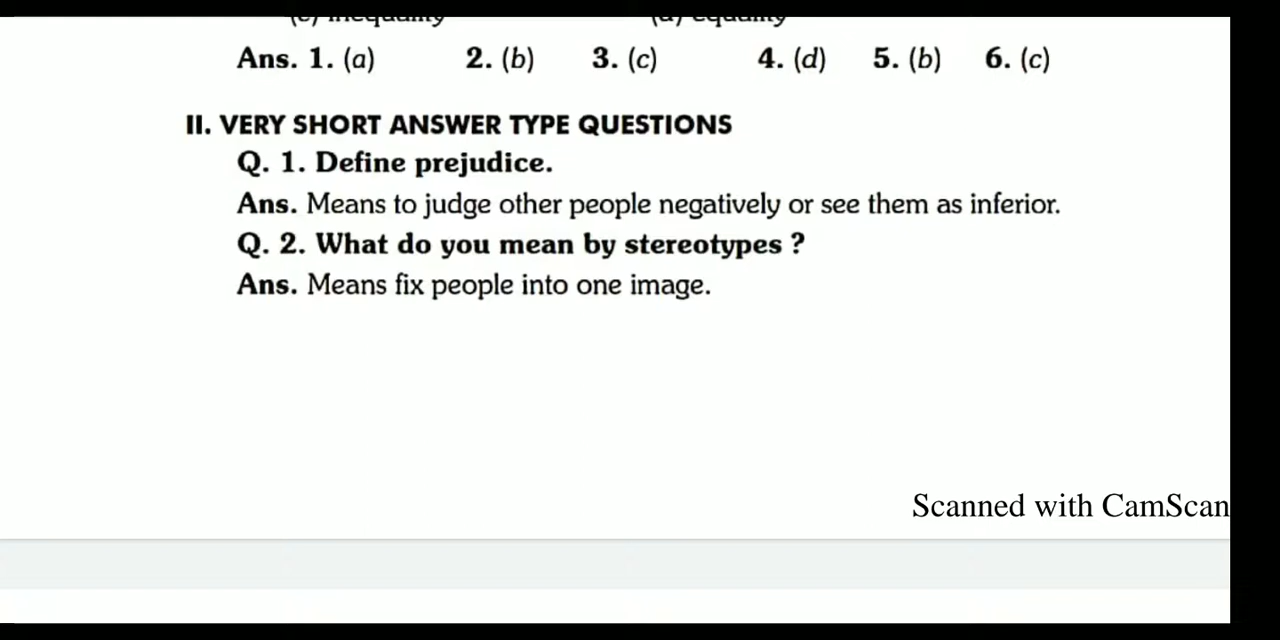 (c) inequality (d) equality
Ans. 1. (a) 2. (b) 3. (c) 4. (d) 5. (b) 6. (c)
II. VERY SHORT ANSWER TYPE QUESTIONS
Q. 1. Define prejudice.
Ans. Means to judge other people negatively or see them as inferior.
Q. 2. What do you mean by stereotypes ?
Ans. Means fix people into one image.
Scanned with CamScan